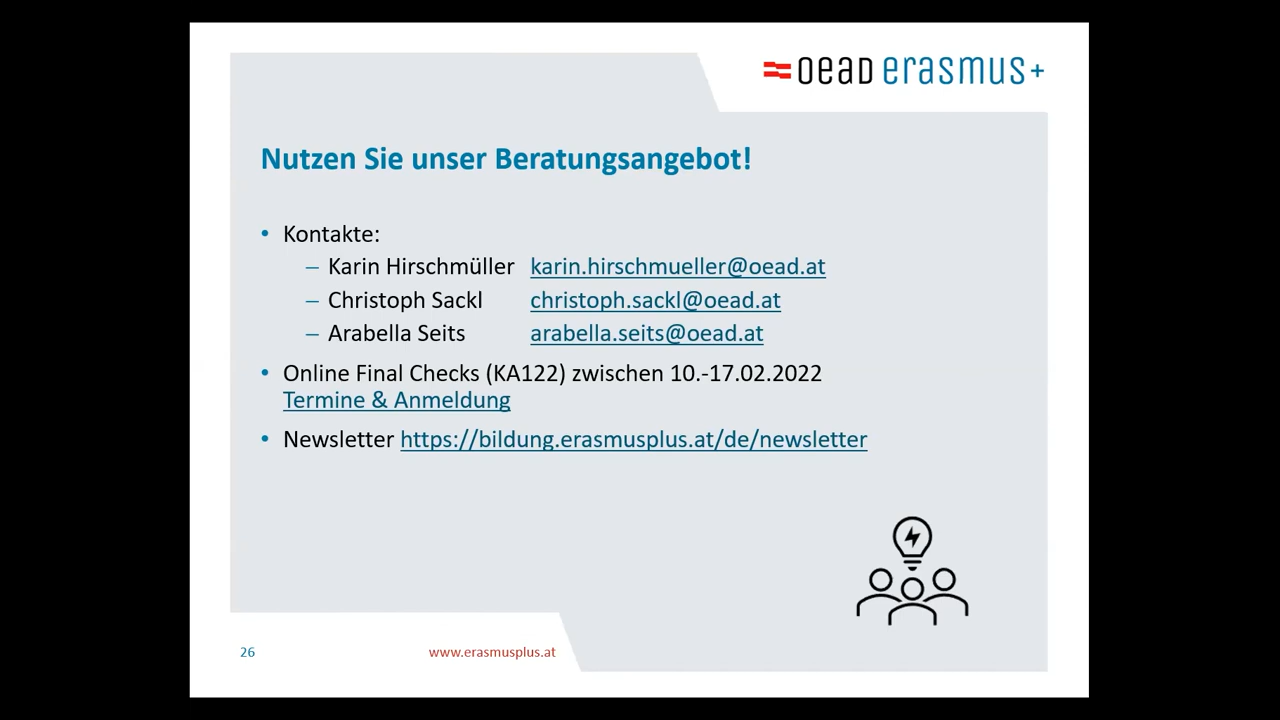 oead erasmus+
Nutzen Sie unser Beratungsangebot!
• Kontakte:
– Karin Hirschmüller karin.hirschmueller@oead.at
– Christoph Sackl christoph.sackl@oead.at
– Arabella Seits arabella.seits@oead.at
• Online Final Checks (KA122) zwischen 10.-17.02.2022
Termine & Anmeldung
• Newsletter https://bildung.erasmusplus.at/de/newsletter
26 www.erasmusplus.at